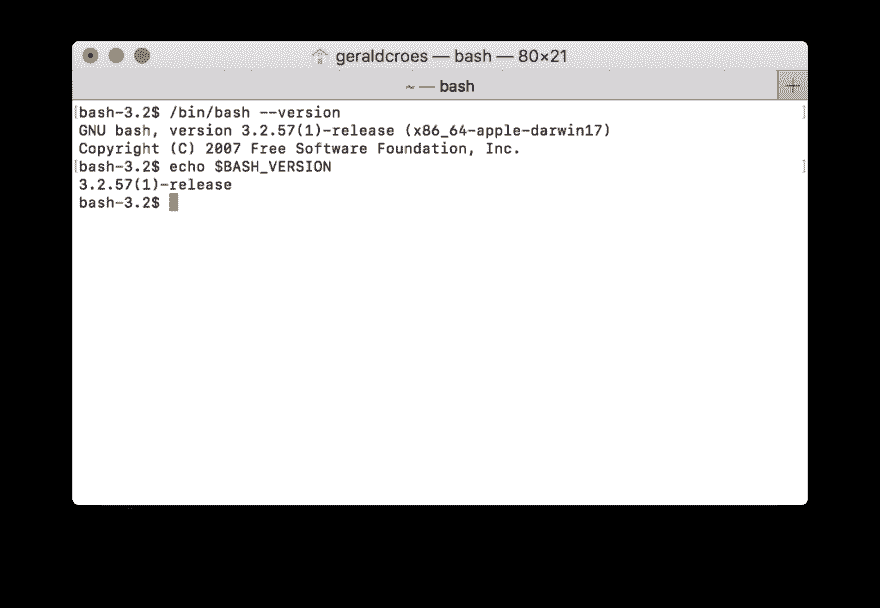 geraldcroes — bash — 80×21
~ — bash
bash-3.2$ /bin/bash --version
GNU bash, version 3.2.57(1)-release (x86_64-apple-darwin17)
Copyright (C) 2007 Free Software Foundation, Inc.
bash-3.2$ echo $BASH_VERSION
3.2.57(1)-release
bash-3.2$